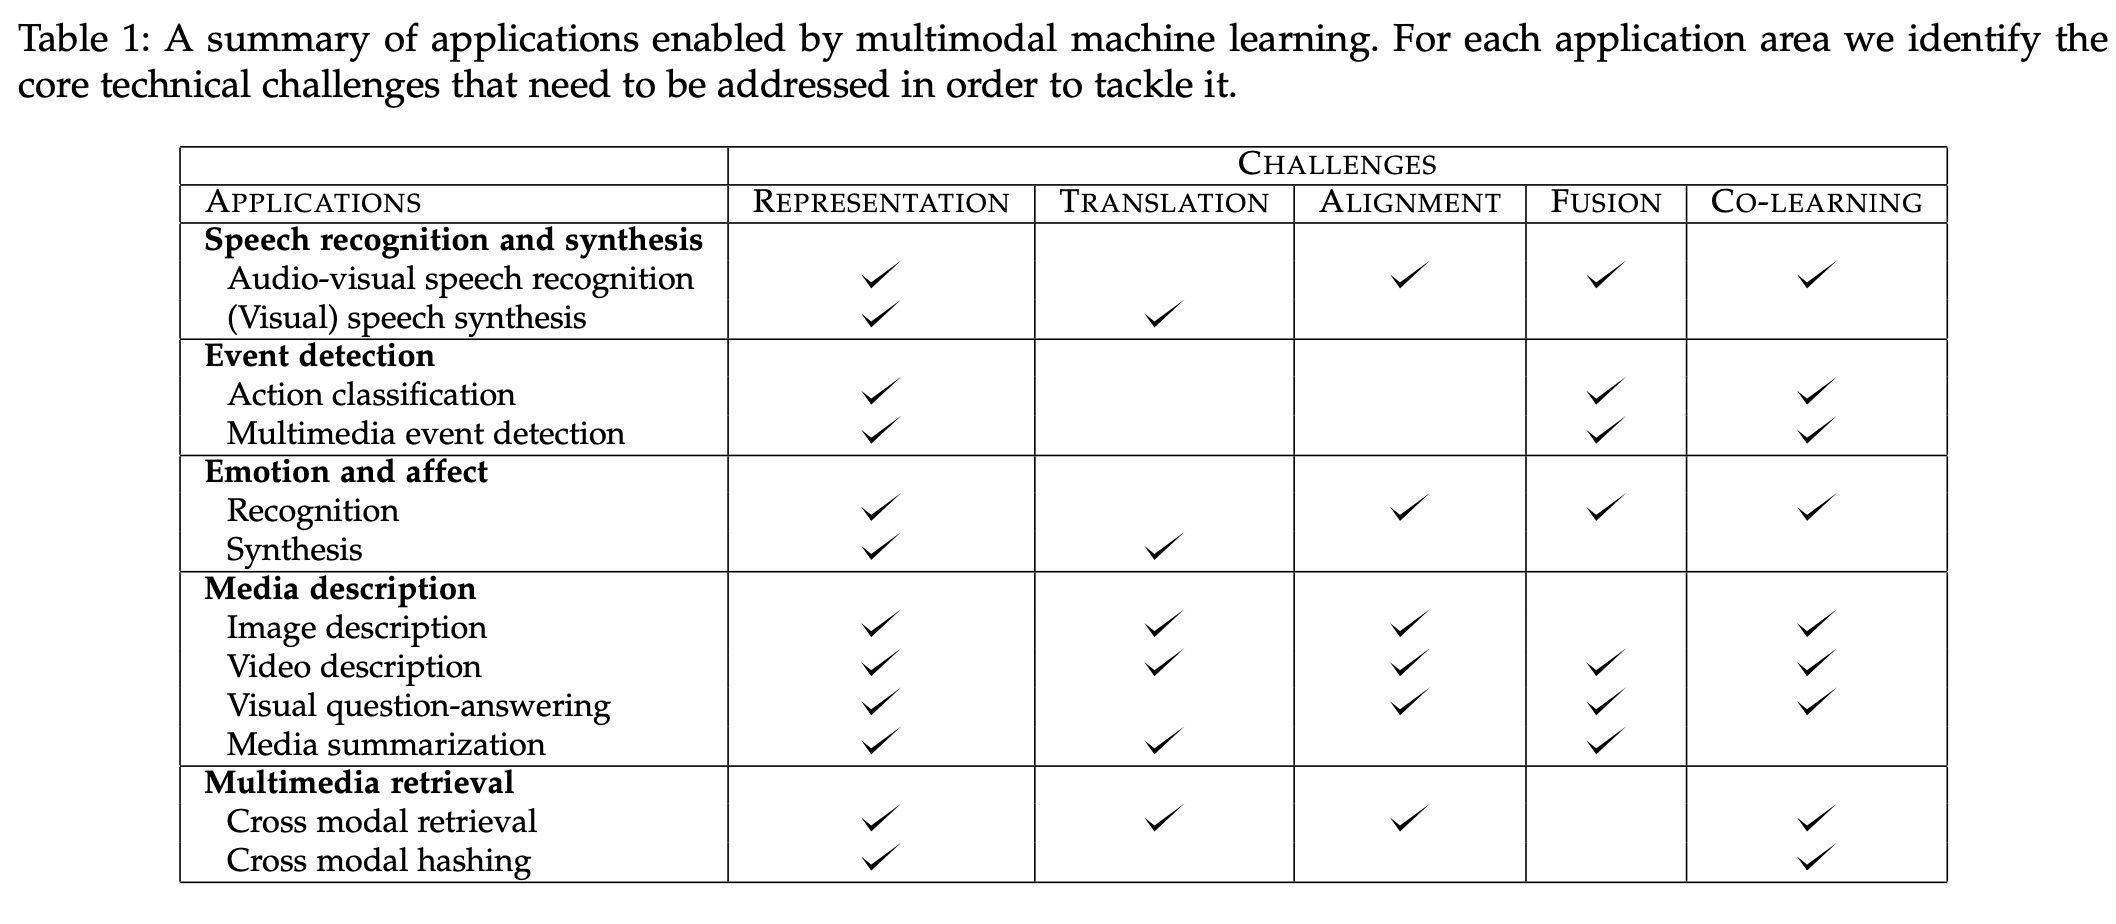 Table 1: A summary of applications enabled by multimodal machine learning. For each application area we identify the
core technical challenges that need to be addressed in order to tackle it.
CHALLENGES
APPLICATIONS REPRESENTATION TRANSLATION ALIGNMENT FUSION CO-LEARNING
Speech recognition and synthesis
Audio-visual speech recognition ✓ ✓ ✓ ✓
(Visual) speech synthesis ✓ ✓
Event detection
Action classification ✓ ✓ ✓
Multimedia event detection ✓ ✓ ✓
Emotion and affect
Recognition ✓ ✓ ✓ ✓
Synthesis ✓ ✓
Media description
Image description ✓ ✓ ✓ ✓
Video description ✓ ✓ ✓ ✓ ✓
Visual question-answering ✓ ✓ ✓ ✓
Media summarization ✓ ✓ ✓
Multimedia retrieval
Cross modal retrieval ✓ ✓ ✓ ✓
Cross modal hashing ✓ ✓